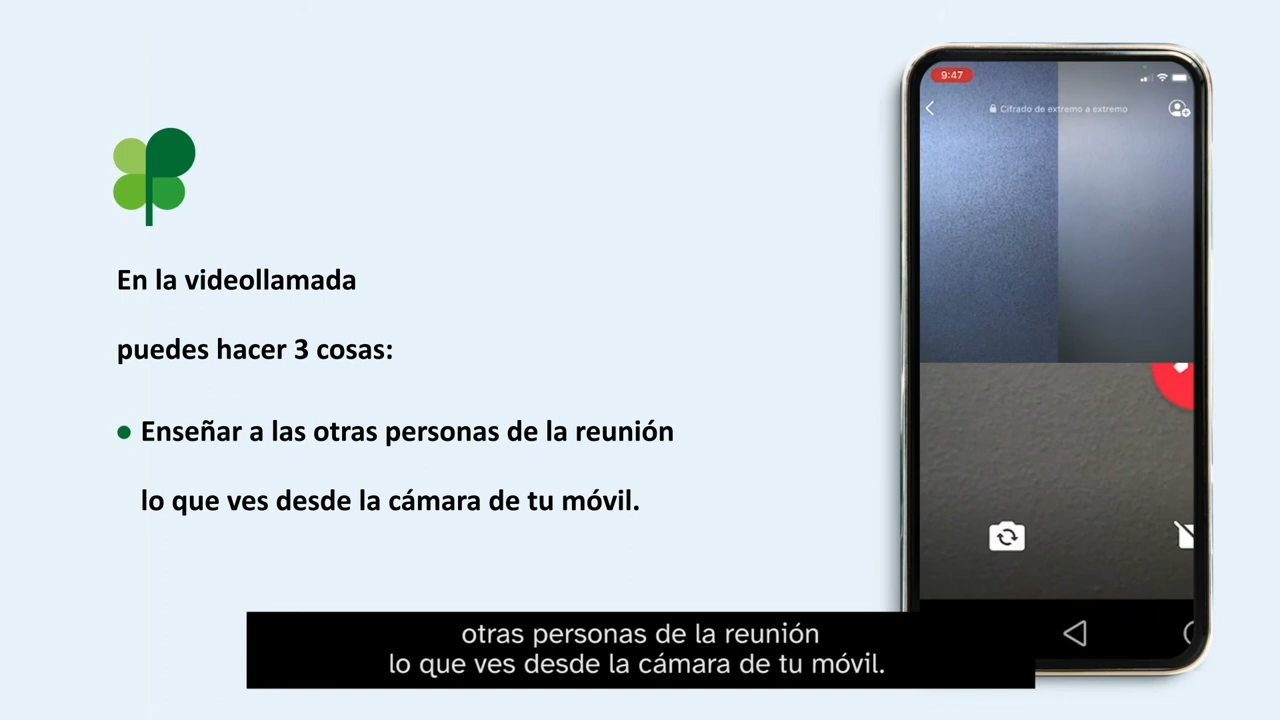 En la videollamada
puedes hacer 3 cosas:
Enseñar a las otras personas de la reunión
lo que ves desde la cámara de tu móvil.
9:47
Cifrado de extremo a extremo
otras personas de la reunión
lo que ves desde la cámara de tu móvil.